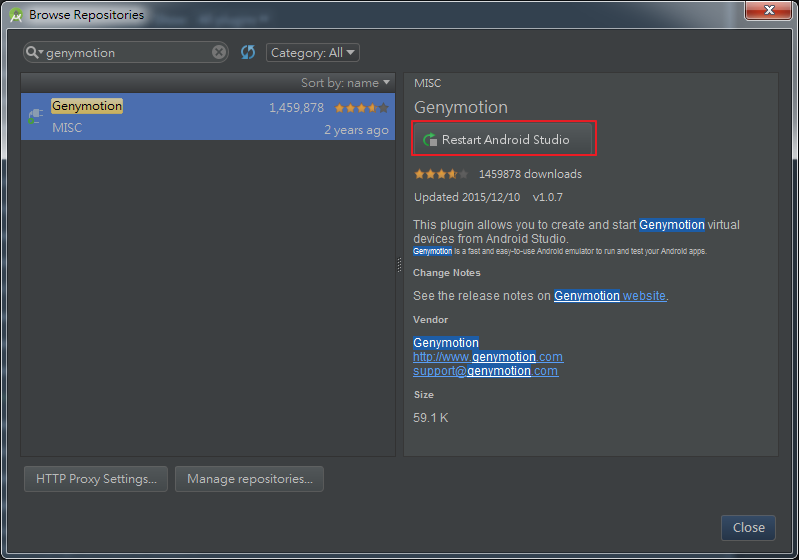 Browse Repositories
genymotion
Category: All
Sort by: name
Genymotion
1,459,878
MISC
2 years ago
MISC
Genymotion
Restart Android Studio
1459878 downloads
Updated 2015/12/10 v1.0.7
This plugin allows you to create and start Genymotion virtual
devices from Android Studio.
Genymotion is a fast and easy-to-use Android emulator to run and test your Android apps.
Change Notes
See the release notes on Genymotion website.
Vendor
Genymotion
http://www.genymotion.com
support@genymotion.com
Size
59.1 K
HTTP Proxy Settings...
Manage repositories...
Close